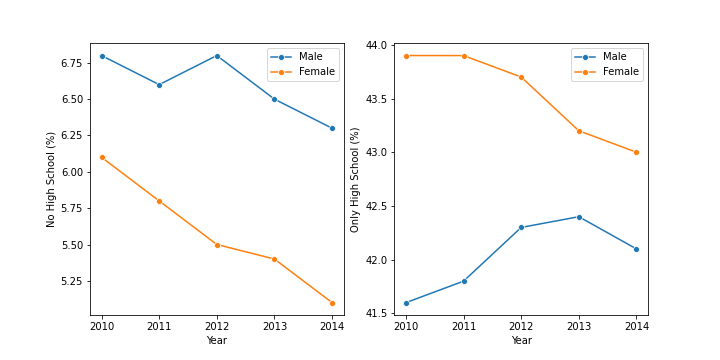 No High School (%)
6.75
6.50
6.25
6.00
5.75
5.50
5.25
2010 2011 2012 2013 2014
Year
Male
Female
Only High School (%)
44.0
43.5
43.0
42.5
42.0
41.5
2010 2011 2012 2013 2014
Year
Male
Female